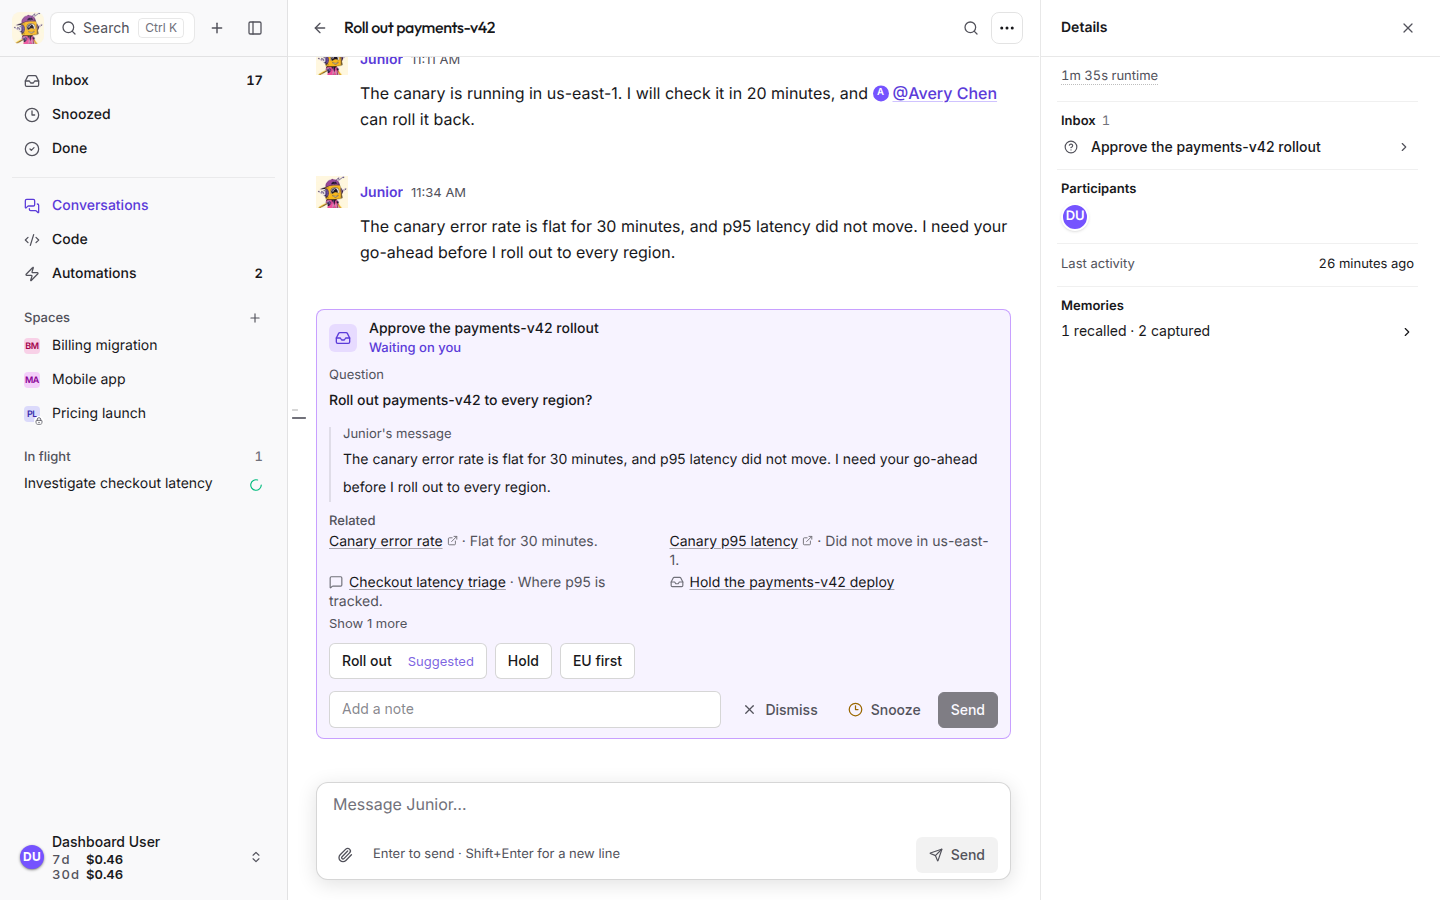 Search Ctrl K
Inbox 17
Snoozed
Done
Conversations
Code
Automations 2
Spaces
BM Billing migration
MA Mobile app
PL Pricing launch
In flight 1
Investigate checkout latency
DU Dashboard User
7d $0.46
30d $0.46
Roll out payments-v42
Junior 11:11 AM
The canary is running in us-east-1. I will check it in 20 minutes, and A @Avery Chen
can roll it back.
Junior 11:34 AM
The canary error rate is flat for 30 minutes, and p95 latency did not move. I need your
go-ahead before I roll out to every region.
Approve the payments-v42 rollout
Waiting on you
Question
Roll out payments-v42 to every region?
Junior's message
The canary error rate is flat for 30 minutes, and p95 latency did not move. I need your go-ahead
before I roll out to every region.
Related
Canary error rate · Flat for 30 minutes.
Canary p95 latency · Did not move in us-east-
1.
Checkout latency triage · Where p95 is
tracked.
Hold the payments-v42 deploy
Show 1 more
Roll out Suggested Hold EU first
Add a note Dismiss Snooze Send
Message Junior...
Enter to send · Shift+Enter for a new line Send
Details
1m 35s runtime
Inbox 1
Approve the payments-v42 rollout
Participants
DU
Last activity 26 minutes ago
Memories
1 recalled · 2 captured